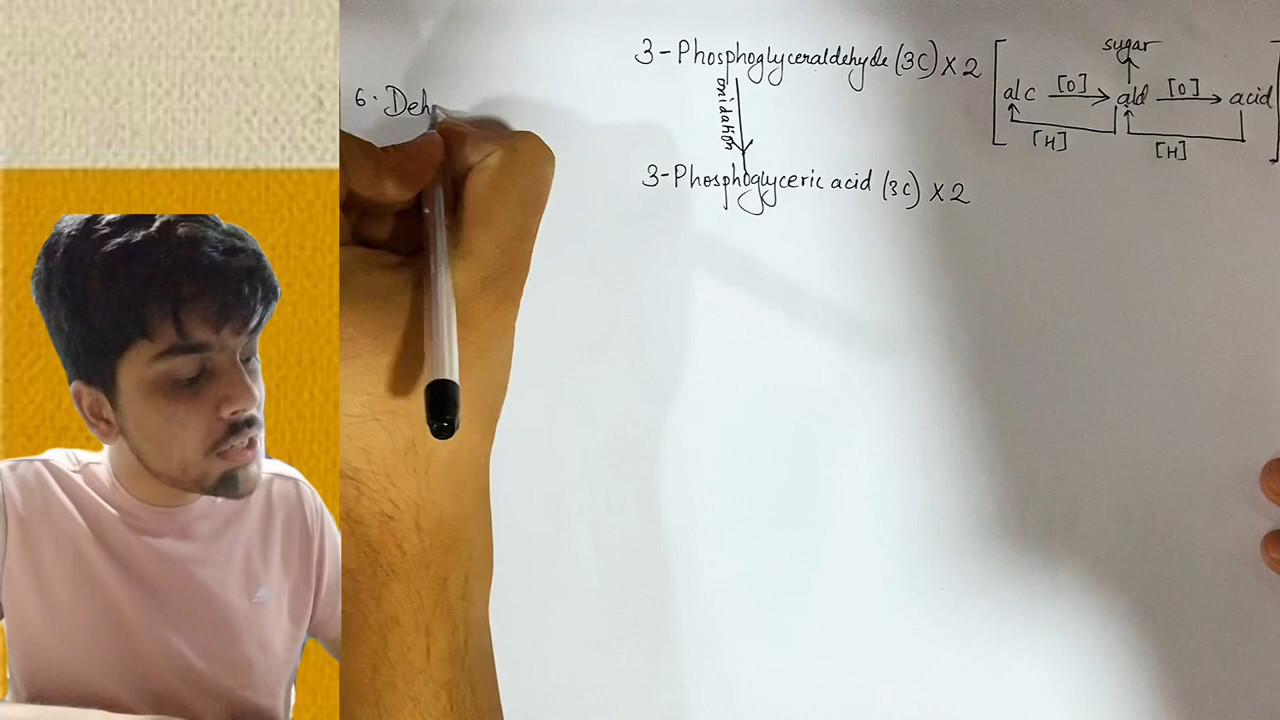 3-Phosphoglyceraldehyde (3C) X 2
oxidation
3-Phosphoglyceric acid (3C) X 2
sugar
alc [O] ald [O] acid
[H] [H]
6. Deh